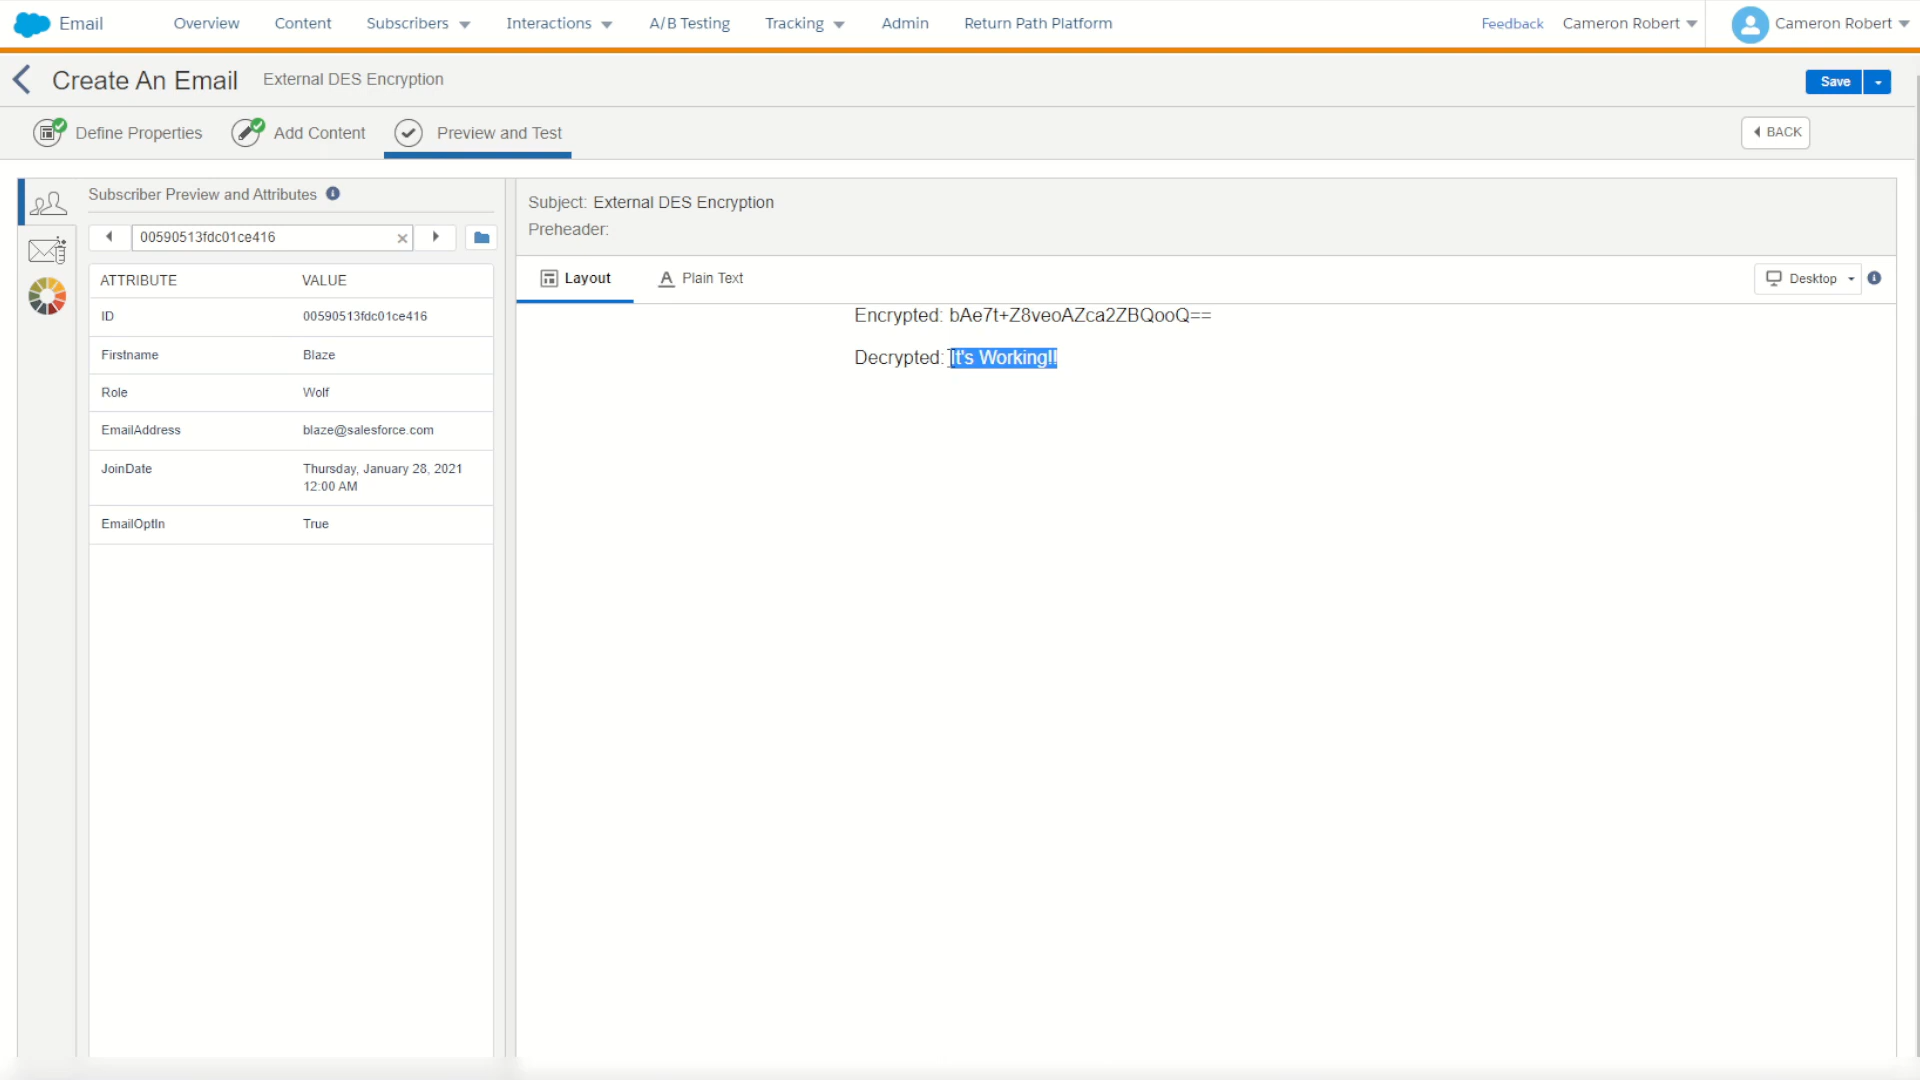 Email
Overview
Content
Subscribers
Interactions
A/B Testing
Tracking
Admin
Return Path Platform
Feedback
Cameron Robert
Cameron Robert
Create An Email
External DES Encryption
Save
Define Properties
Add Content
Preview and Test
BACK
Subscriber Preview and Attributes
00590513fdc01ce416
ATTRIBUTE VALUE
ID 00590513fdc01ce416
Firstname Blaze
Role Wolf
EmailAddress blaze@salesforce.com
JoinDate Thursday, January 28, 2021
12:00 AM
EmailOptIn True
Subject: External DES Encryption
Preheader:
Layout
Plain Text
Desktop
Encrypted: bAe7t+Z8veoAZca2ZBQooQ==
Decrypted: It's Working!!